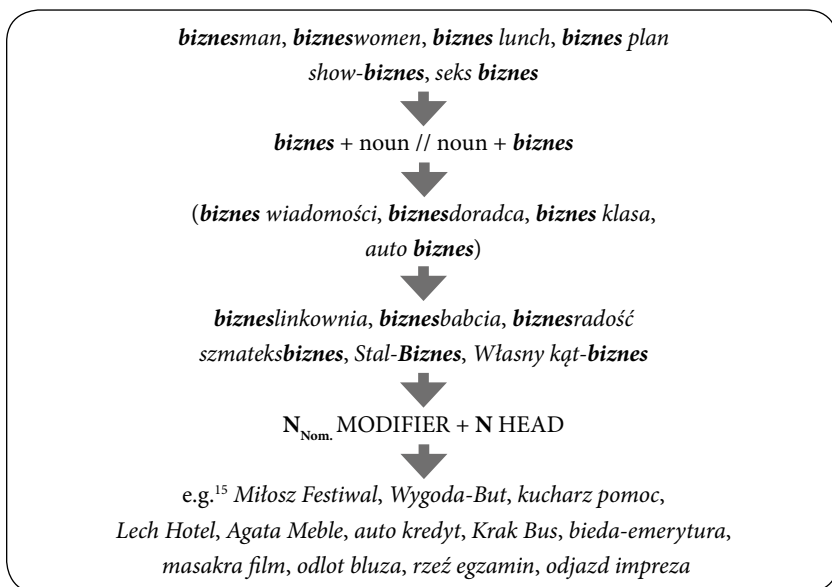 biznesman, bizneswomen, biznes lunch, biznes plan
show-biznes, seks biznes
biznes + noun // noun + biznes
(biznes wiadomości, biznesdoradca, biznes klasa,
auto biznes)
bizneslinkownia, biznesbabcia, biznesradość
szmateksbiznes, Stal-Biznes, Własny kąt-biznes
N Nom. MODIFIER + N HEAD
e.g.15 Miłosz Festiwal, Wygoda-But, kucharz pomoc,
Lech Hotel, Agata Meble, auto kredyt, Krak Bus, bieda-emerytura,
masakra film, odlot bluza, rzeź egzamin, odjazd impreza